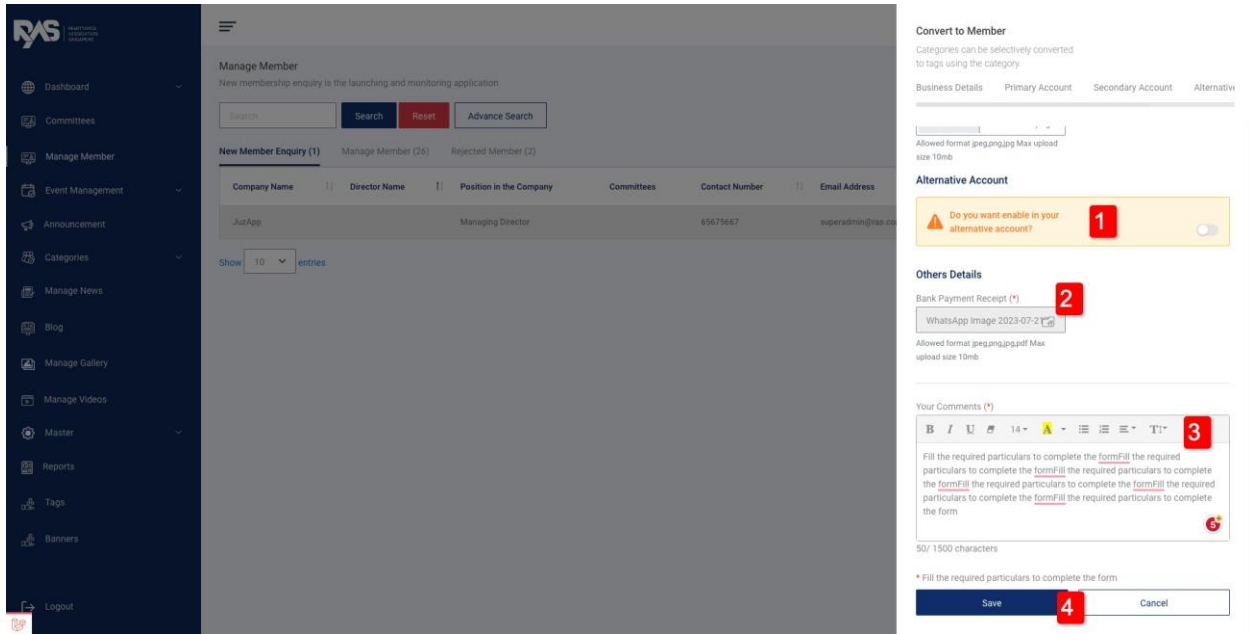 RAS
Dashboard
Committees
Manage Member
Event Management
Announcement
Categories
Manage News
Blog
Manage Gallery
Manage Videos
Master
Reports
Tags
Banners
Logout
Manage Member
New membership enquiry is the launching and monitoring application
Search
Search
Reset
Advance Search
New Member Enquiry (1)
Manage Member (26)
Rejected Member (2)
Company Name
Director Name
Position in the Company
Committees
Contact Number
Email Address
JuzApp
Managing Director
65675667
superadmin@ras.co
Show 10 entries
Convert to Member
Categories can be selectively converted
to tags using the category
Business Details
Primary Account
Secondary Account
Alternative
Allowed format jpeg,png,jpg Max upload
size 10mb
Alternative Account
Do you want enable in your
alternative account?
1
Others Details
Bank Payment Receipt (*)
2
WhatsApp Image 2023-07-21
Allowed format jpeg,png,jpg,pdf Max
upload size 10mb
Your Comments (*)
B I U 14 A T
3
Fill the required particulars to complete the formFill the required
particulars to complete the formFill the required particulars to complete
the formFill the required particulars to complete the formFill the required
particulars to complete the formFill the required particulars to complete
the form
5
50/ 1500 characters
* Fill the required particulars to complete the form
Save
4
Cancel